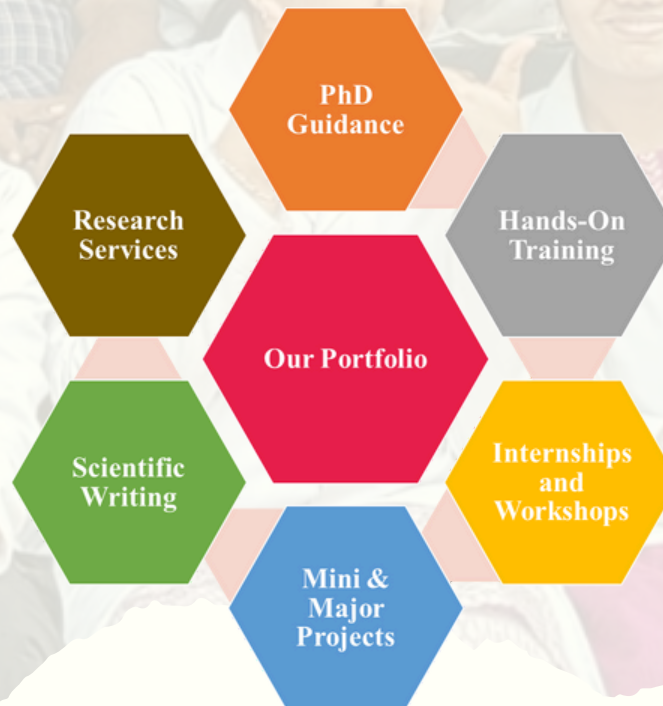 PhD
Guidance
Research
Services
Hands-On
Training
Our Portfolio
Scientific
Writing
Internships
and
Workshops
Mini &
Major
Projects